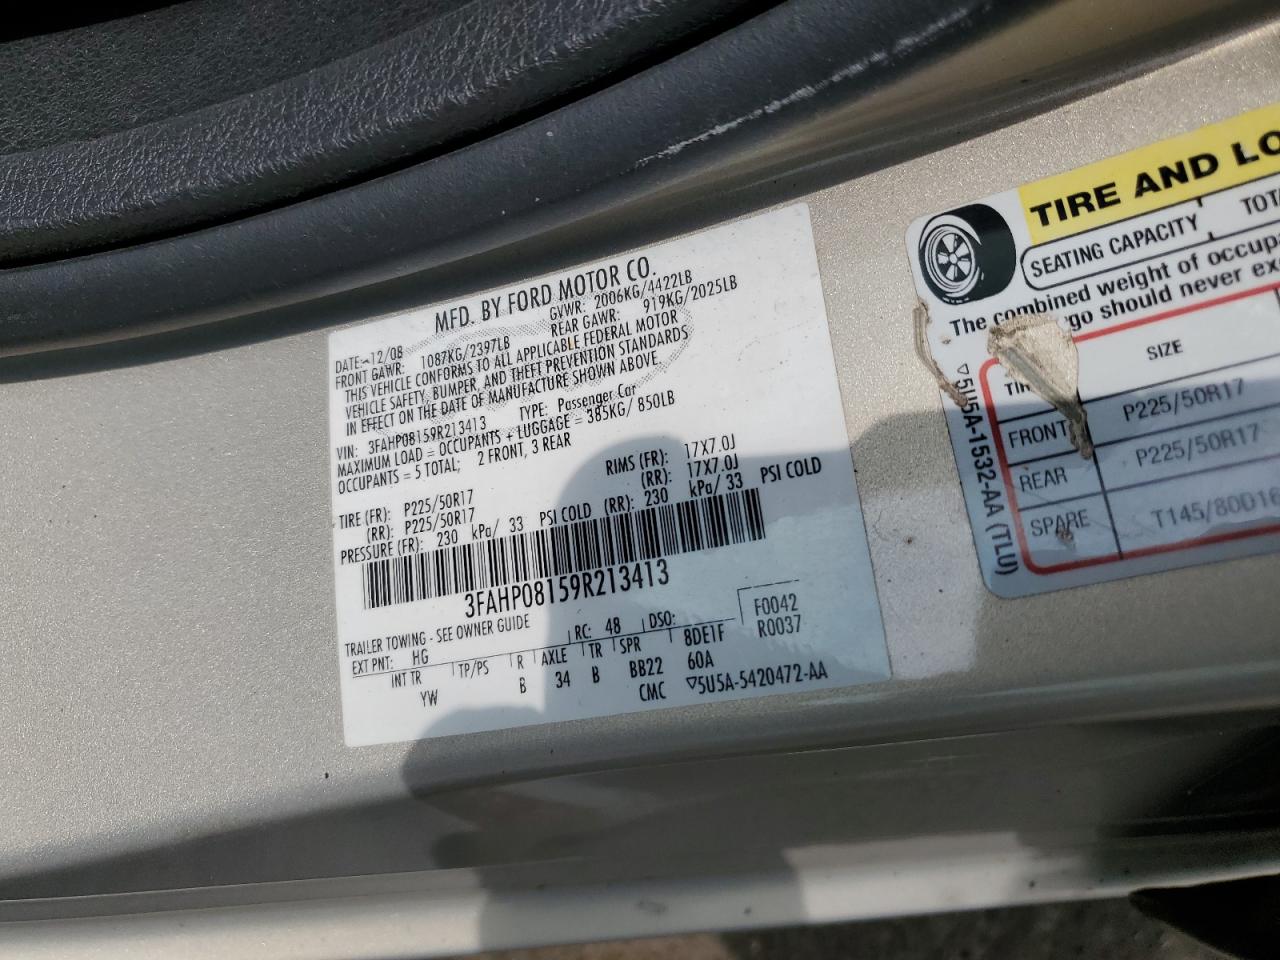 MFD. BY FORD MOTOR CO.
DATE: 12/08 GVWR: 2006KG/4422LB
FRONT GAWR: 1087KG/2397LB REAR GAWR: 919KG/2025LB
THIS VEHICLE CONFORMS TO ALL APPLICABLE FEDERAL MOTOR
VEHICLE SAFETY, BUMPER, AND THEFT PREVENTION STANDARDS
IN EFFECT ON THE DATE OF MANUFACTURE SHOWN ABOVE.
VIN: 3FAHP08159R213413 TYPE: Passenger Car
MAXIMUM LOAD = OCCUPANTS + LUGGAGE = 385KG/ 850LB
OCCUPANTS = 5 TOTAL; 2 FRONT, 3 REAR
TIRE (FR): P225/50R17 RIMS (FR): 17X7.0J
(RR): P225/50R17 (RR): 17X7.0J
PRESSURE (FR): 230 kPa/ 33 PSI COLD (RR): 230 kPa/ 33 PSI COLD
3FAHP08159R213413
TRAILER TOWING - SEE OWNER GUIDE F0042
EXT PNT: HG RC: 48 DSO: R0037
INT TR TP/PS R AXLE TR SPR 8DE1F
YW B 34 B BB22 60A
CMC ▽5U5A-5420472-AA
TIRE AND LO
SEATING CAPACITY TOTA
The combined weight of occupa
go should never exc
SIZE
FRONT P225/50R17
REAR P225/50R17
SPARE T145/80D16
▽5U5A-1532-AA (TLU)